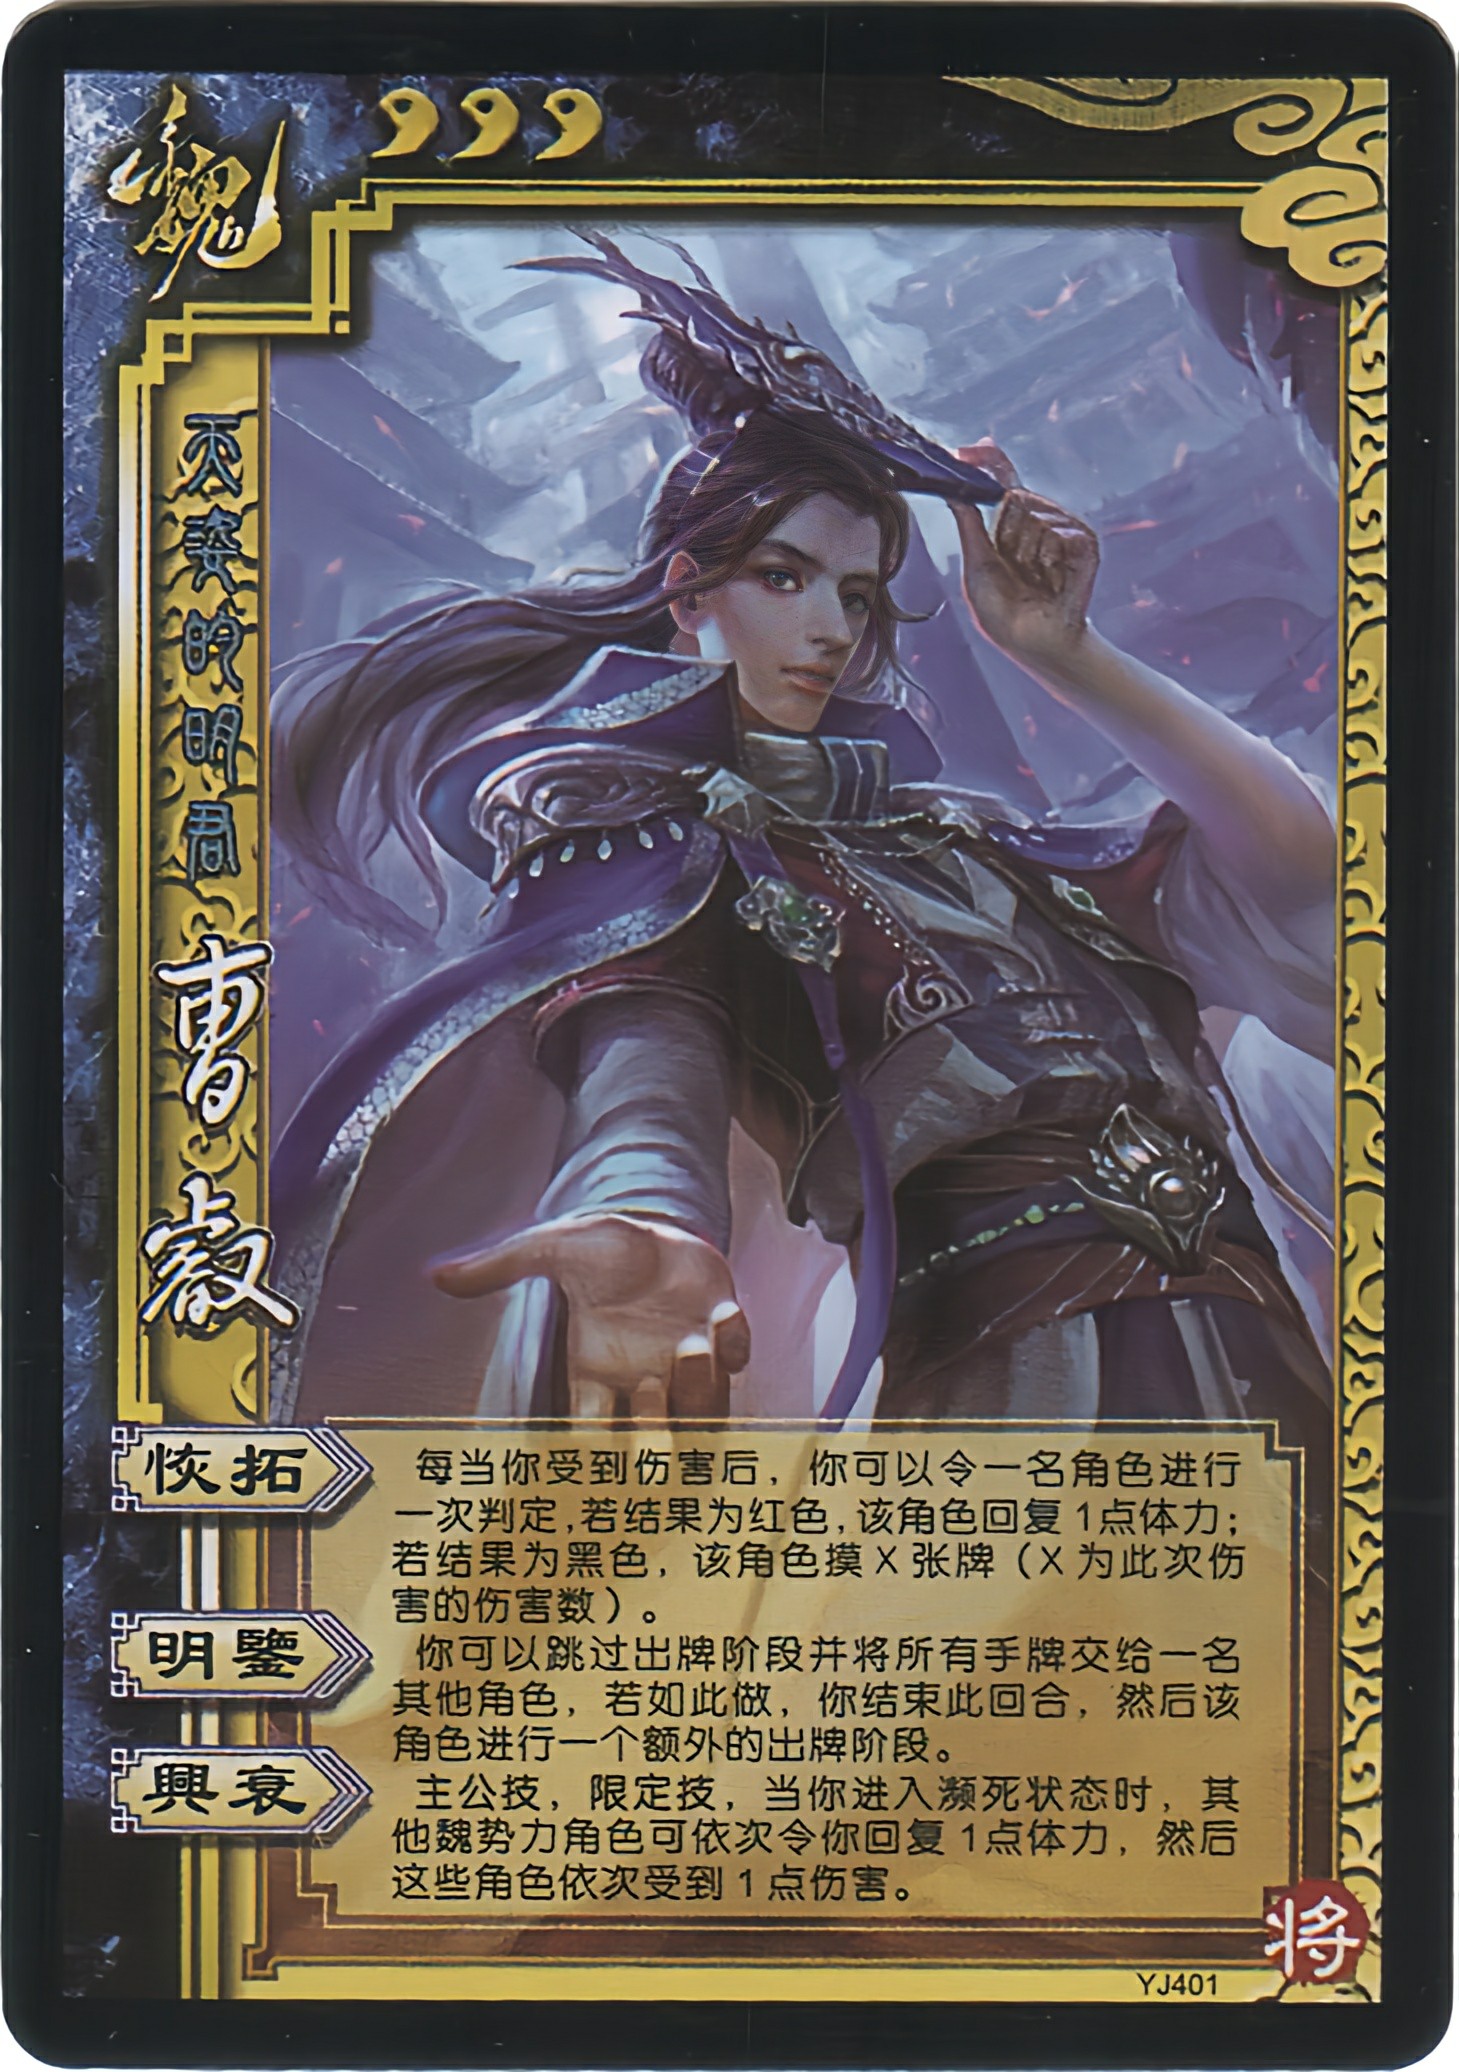 魏
天姿的明君
曹叡
恢拓
每当你受到伤害后，你可以令一名角色进行
一次判定,若结果为红色,该角色回复1点体力；
若结果为黑色，该角色摸X张牌（X为此次伤
害的伤害数）。
明鑒
你可以跳过出牌阶段并将所有手牌交给一名
其他角色，若如此做，你结束此回合，然后该
角色进行一个额外的出牌阶段。
興衰
主公技，限定技，当你进入濒死状态时，其
他魏势力角色可依次令你回复1点体力，然后
这些角色依次受到1点伤害。
将
YJ401